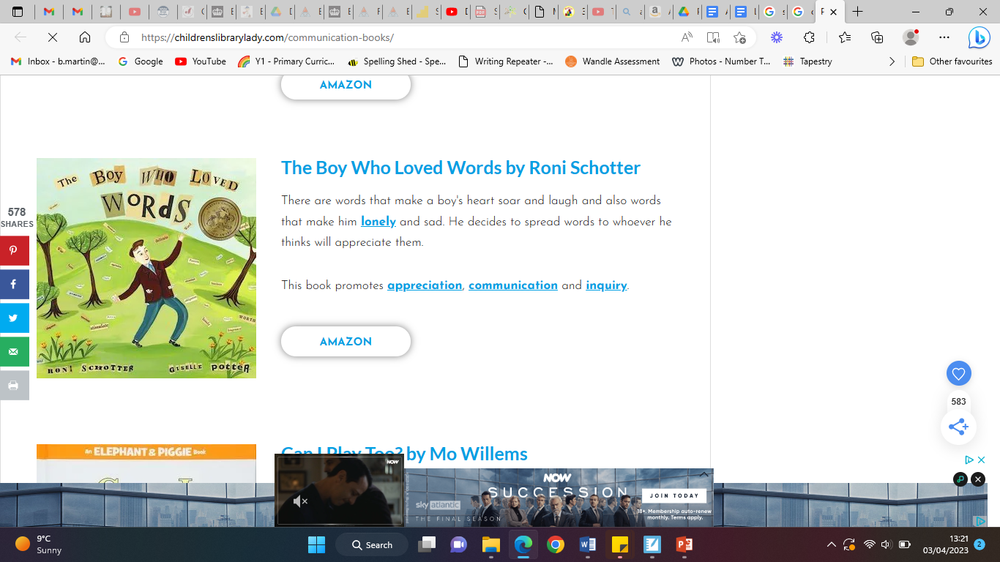 https://childrenslibrarylady.com/communication-books/
Inbox - b.martin@...
Google
YouTube
Y1 - Primary Curric...
Spelling Shed - Spe...
Writing Repeater -...
Wandle Assessment
Photos - Number T...
Tapestry
Other favourites
AMAZON
578
SHARES
The Boy Who Loved
Words
RONI SCHOTTER
GISELLE POTTER
The Boy Who Loved Words by Roni Schotter
There are words that make a boy's heart soar and laugh and also words
that make him lonely and sad. He decides to spread words to whoever he
thinks will appreciate them.
This book promotes appreciation, communication and inquiry.
AMAZON
583
An ELEPHANT & PIGGIE Book
Can I Play Too? by Mo Willems
NOW
NOW
SUCCESSION
sky atlantic
THE FINAL SEASON
JOIN TODAY
18+. Membership auto-renew
monthly. Terms apply.
9°C
Sunny
Search
13:21
03/04/2023
2